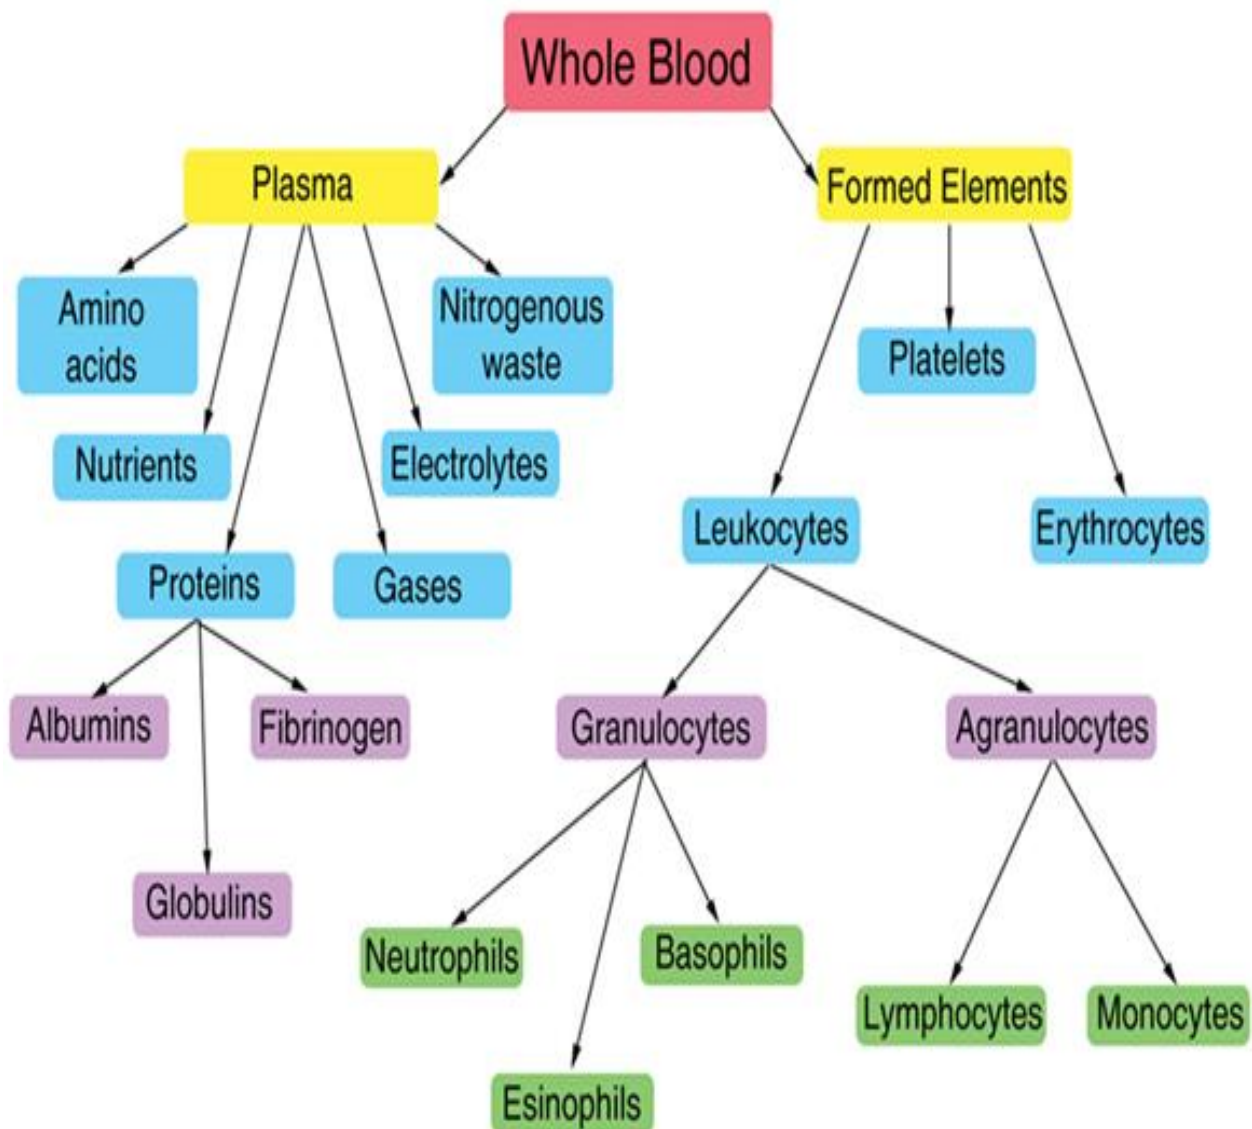 Whole Blood
Plasma
Formed Elements
Amino
acids
Nitrogenous
waste
Platelets
Nutrients
Electrolytes
Leukocytes
Erythrocytes
Proteins
Gases
Albumins
Fibrinogen
Granulocytes
Agranulocytes
Globulins
Neutrophils
Basophils
Lymphocytes
Monocytes
Esinophils